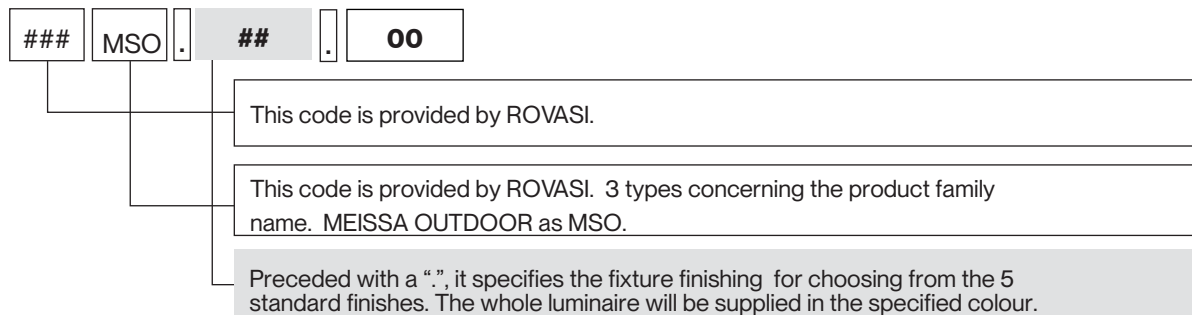 ### MSO . ## . 00
This code is provided by ROVASI.
This code is provided by ROVASI. 3 types concerning the product family
name. MEISSA OUTDOOR as MSO.
Preceded with a “.”, it specifies the fixture finishing for choosing from the 5
standard finishes. The whole luminaire will be supplied in the specified colour.